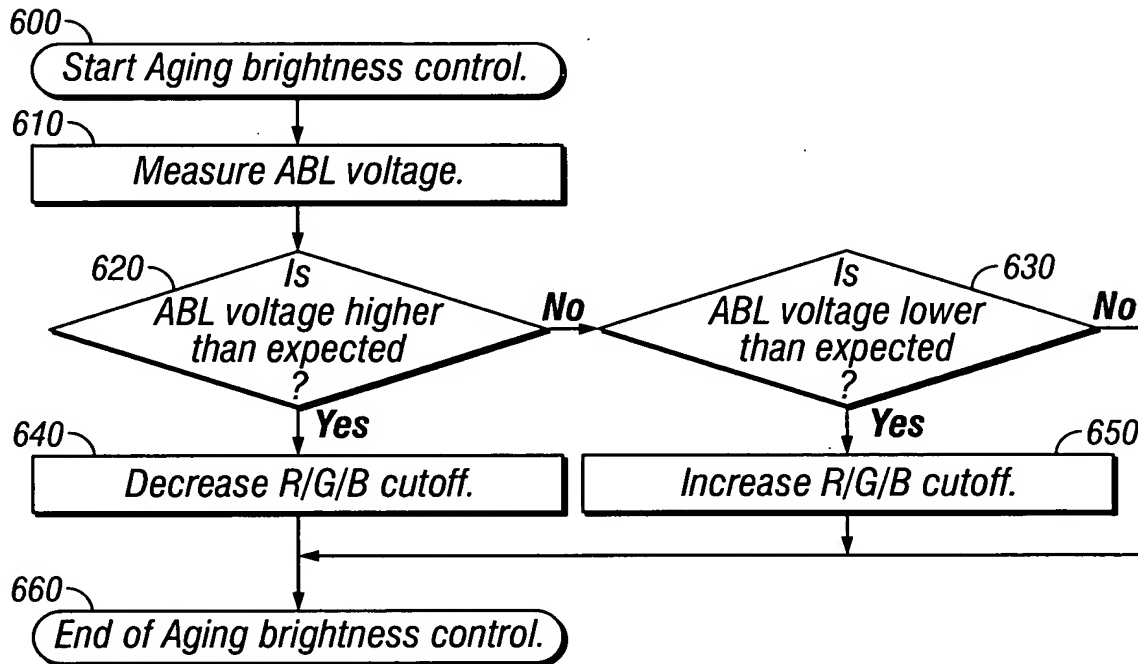 600
Start Aging brightness control.
610
Measure ABL voltage.
620
Is
ABL voltage higher
than expected
?
No
630
Is
ABL voltage lower
than expected
?
No
Yes
Yes
640
Decrease R/G/B cutoff.
650
Increase R/G/B cutoff.
660
End of Aging brightness control.